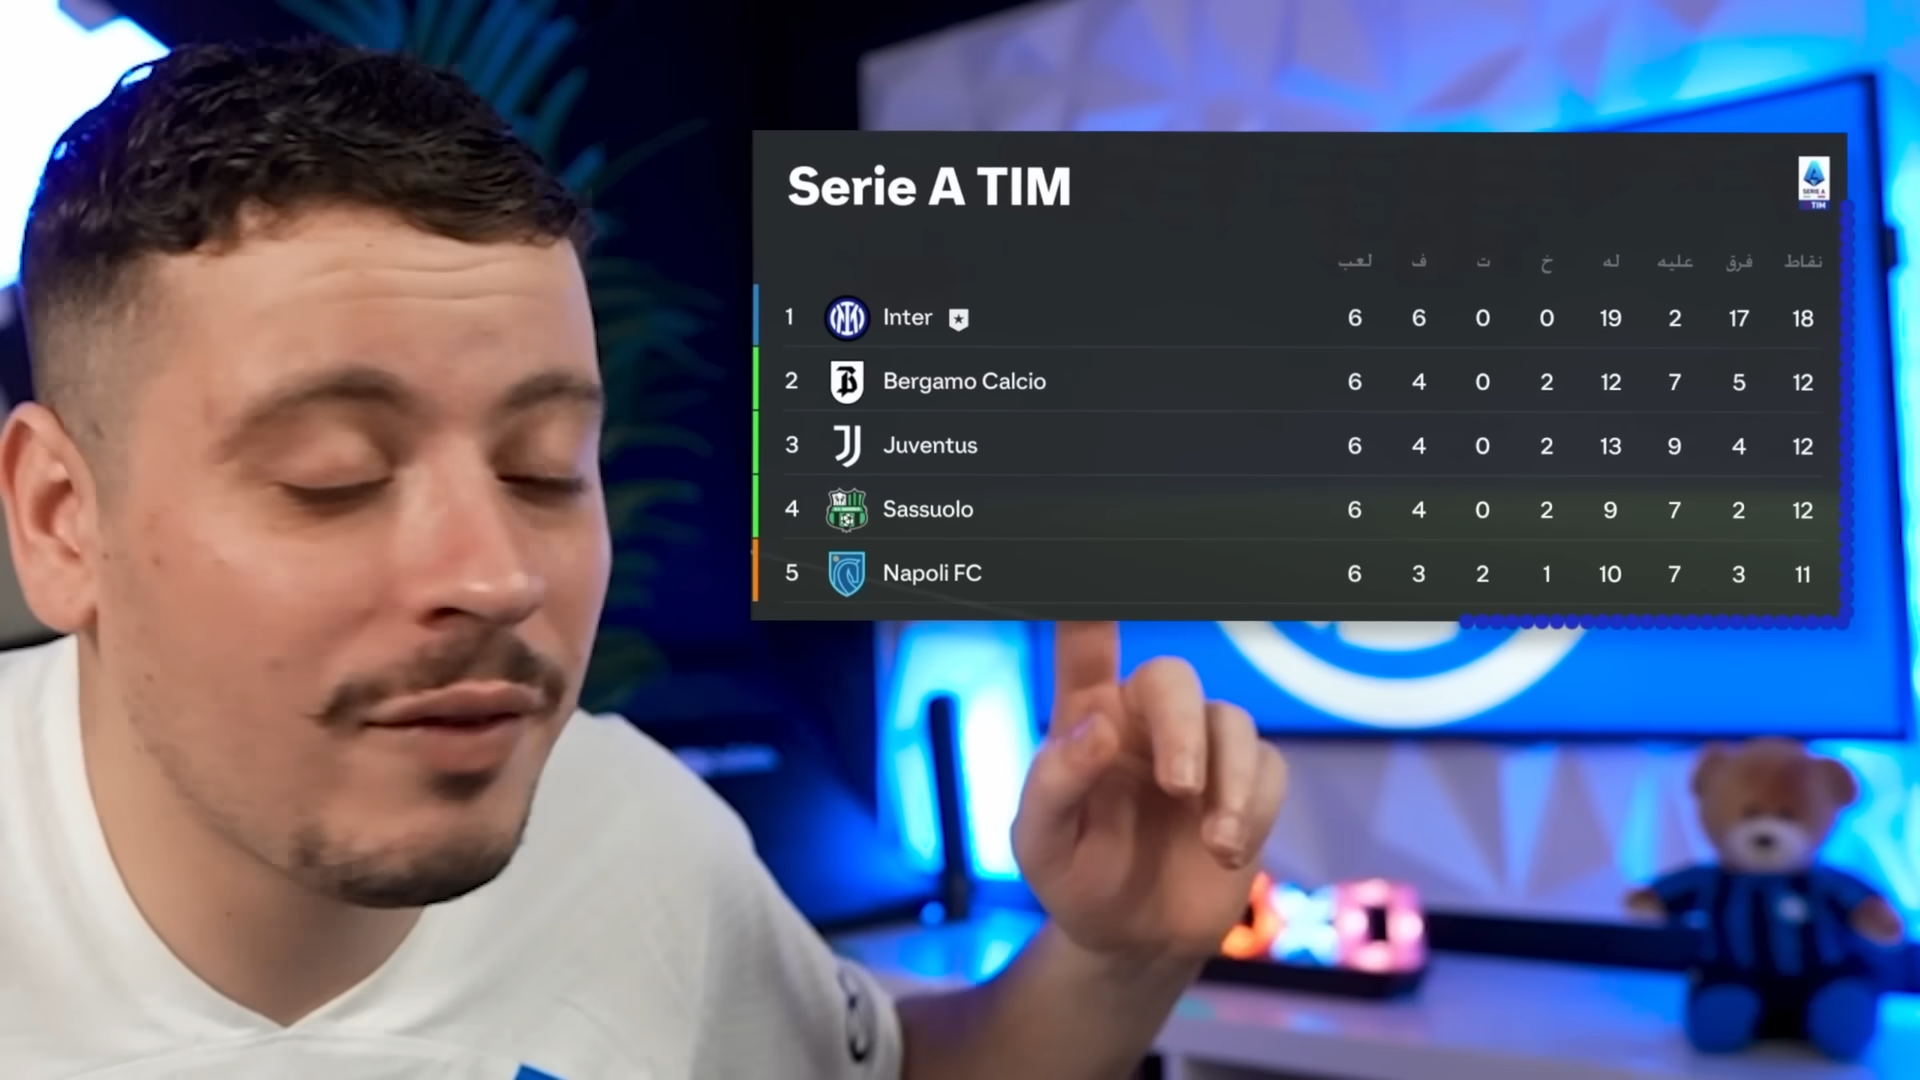 Serie A TIM
SERIE A
TIM
لعب ف ت خ له عليه فرق نقاط
1 Inter 6 6 0 0 19 2 17 18
2 Bergamo Calcio 6 4 0 2 12 7 5 12
3 Juventus 6 4 0 2 13 9 4 12
4 Sassuolo 6 4 0 2 9 7 2 12
5 Napoli FC 6 3 2 1 10 7 3 11